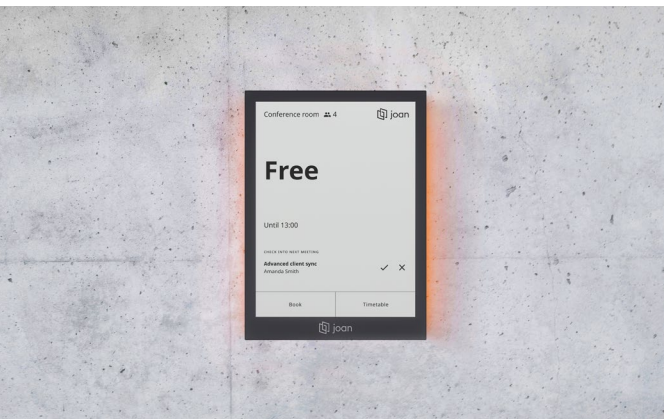 Conference room 4
joan
Free
Until 13:00
CHECK INTO NEXT MEETING
Advanced client sync
Amanda Smith
Book
Timetable
joan